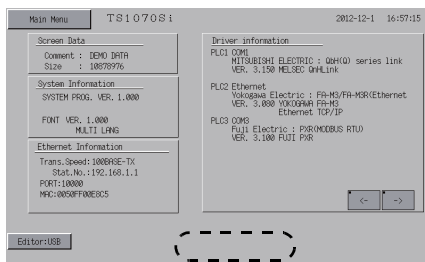 Main Menu
TS1070Si
2012-12-1 16:57:15
Screen Data
Comment : DEMO DATA
Size : 10878976
System Information
SYSTEM PROG. VER. 1.000
FONT VER. 1.000
MULTI LANG
Ethernet Information
Trans.Speed:100BASE-TX
Stat.No.:192.168.1.1
PORT:10000
MAC:0050FF00E8C5
Driver information
PLC1 COM1
MITSUBISHI ELECTRIC : QbH(Q) series link
VER. 3.150 MELSEC QnHLink
PLC2 Ethernet
Yokogawa Electric : FA-M3/FA-M3R(Ethernet
VER. 3.080 YOKOGAWA FA-M3
Ethernet TCP/IP
PLC3 COM3
Fuji Electric : PXR(MODBUS RTU)
VER. 3.100 FUJI PXR
<-
->
Editor:USB